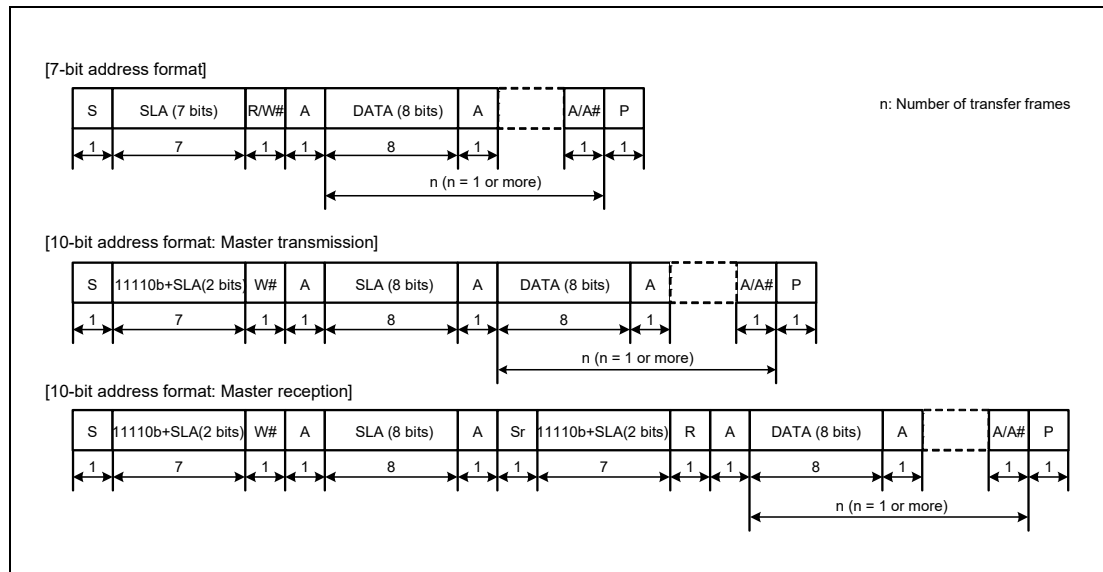 [7-bit address format]
n: Number of transfer frames
S SLA (7 bits) R/W# A DATA (8 bits) A A/A# P
1 7 1 1 8 1 1 1
n (n = 1 or more)
[10-bit address format: Master transmission]
S 11110b+SLA(2 bits) W# A SLA (8 bits) A DATA (8 bits) A A/A# P
1 7 1 1 8 1 8 1 1 1
n (n = 1 or more)
[10-bit address format: Master reception]
S 11110b+SLA(2 bits) W# A SLA (8 bits) A Sr 11110b+SLA(2 bits) R A DATA (8 bits) A A/A# P
1 7 1 1 8 1 1 7 1 1 8 1 1 1
n (n = 1 or more)